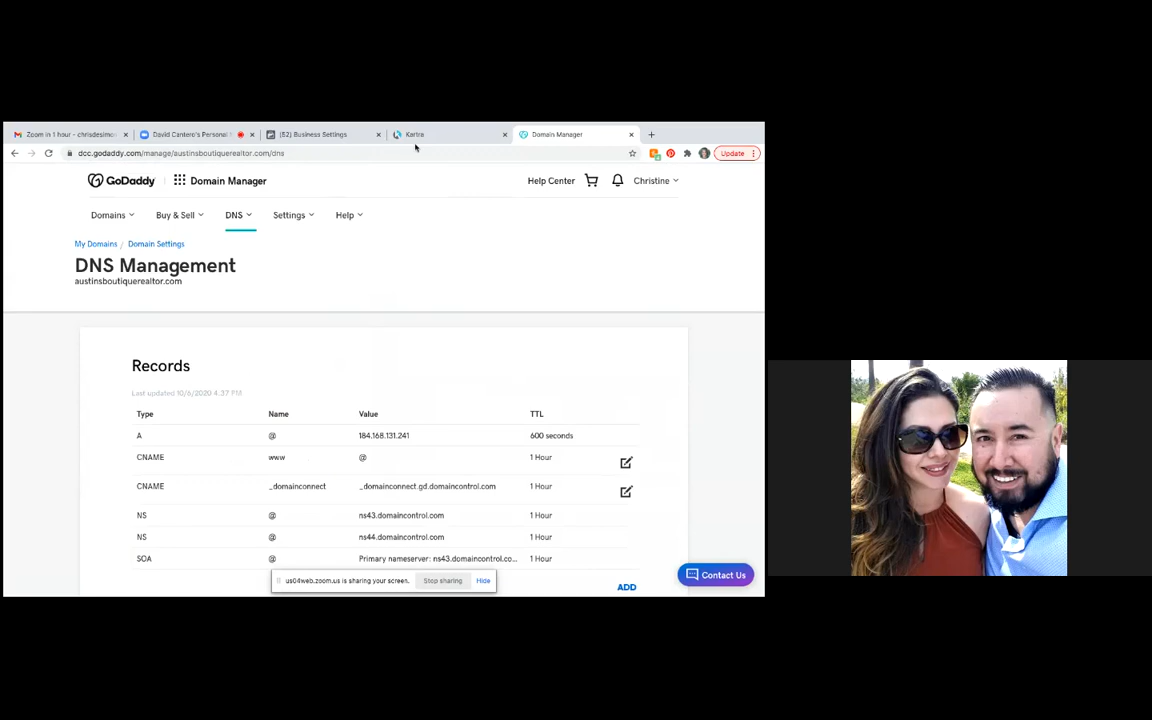 Zoom in 1 hour - chrisdesimo
David Cantero's Personal
(52) Business Settings
Kartra
Domain Manager
dcc.godaddy.com/manage/austinsboutiquerealtor.com/dns
Update
GoDaddy
Domain Manager
Help Center
Christine
Domains
Buy & Sell
DNS
Settings
Help
My Domains / Domain Settings
DNS Management
austinsboutiquerealtor.com
Records
Last updated 10/6/2020 4:37 PM
Type Name Value TTL
A @ 184.168.131.241 600 seconds
CNAME www @ 1 Hour
CNAME _domainconnect _domainconnect.gd.domaincontrol.com 1 Hour
NS @ ns43.domaincontrol.com 1 Hour
NS @ ns44.domaincontrol.com 1 Hour
SOA @ Primary nameserver: ns43.domaincontrol.co... 1 Hour
us04web.zoom.us is sharing your screen. Stop sharing Hide
Contact Us
ADD